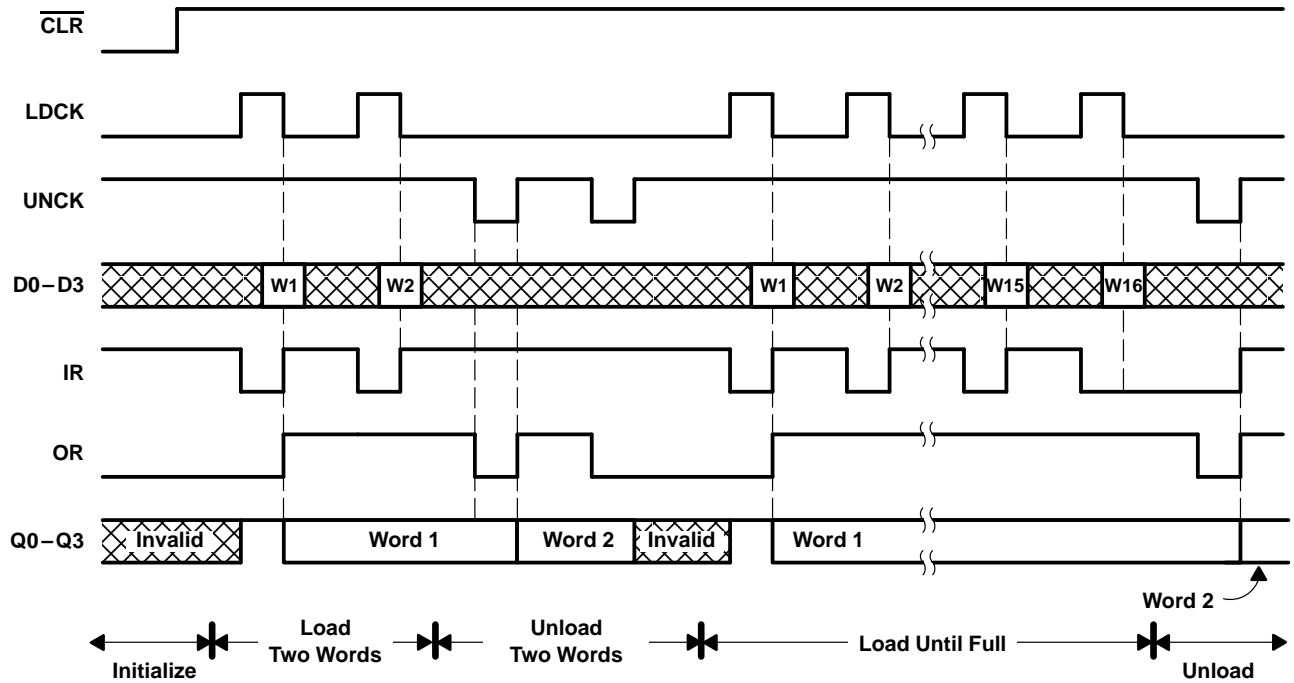 CLR
LDCK
UNCK
D0–D3 W1 W2 W1 W2 W15 W16
IR
OR
Q0–Q3 Invalid Word 1 Word 2 Invalid Word 1
Word 2
Load
Two Words
Unload
Two Words
Load Until Full
Initialize
Unload